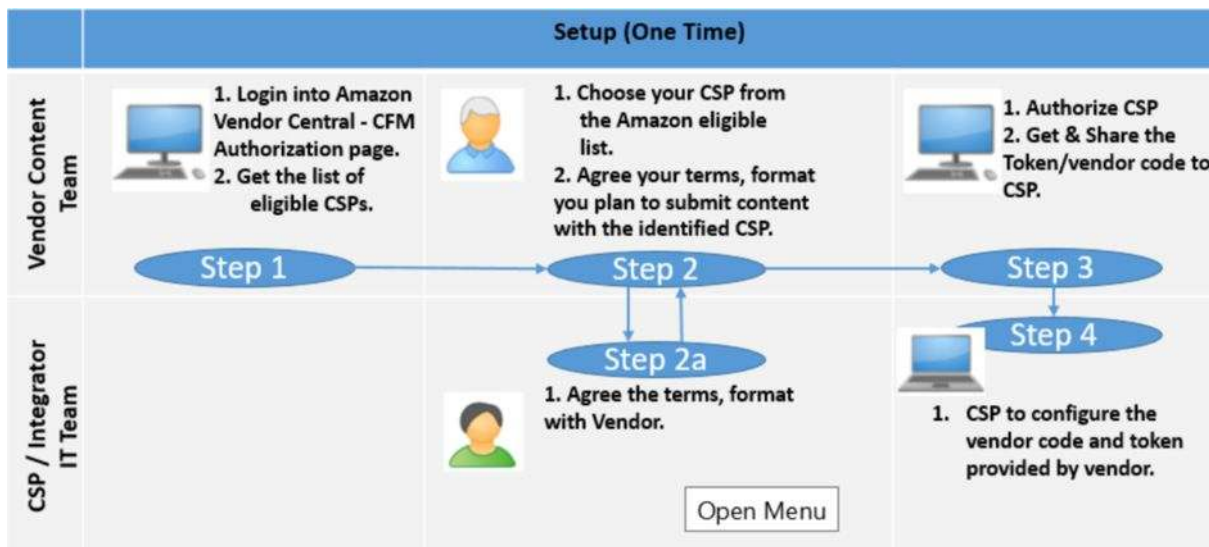 Setup (One Time)
Vendor Content
Team
1. Login into Amazon
Vendor Central - CFM
Authorization page.
2. Get the list of
eligible CSPs.
Step 1
1. Choose your CSP from
the Amazon eligible
list.
2. Agree your terms, format
you plan to submit content
with the identified CSP.
Step 2
1. Authorize CSP
2. Get & Share the
Token/vendor code to
CSP.
Step 3
CSP / Integrator
IT Team
Step 2a
1. Agree the terms, format
with Vendor.
Step 4
1. CSP to configure the
vendor code and token
provided by vendor.
Open Menu